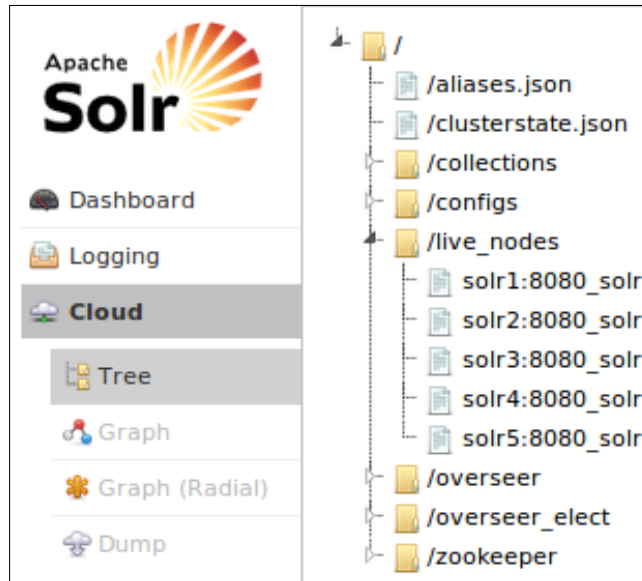 Apache
Solr
Dashboard
Logging
Cloud
Tree
Graph
Graph (Radial)
Dump
/
/aliases.json
/clusterstate.json
/collections
/configs
/live_nodes
solr1:8080_solr
solr2:8080_solr
solr3:8080_solr
solr4:8080_solr
solr5:8080_solr
/overseer
/overseer_elect
/zookeeper